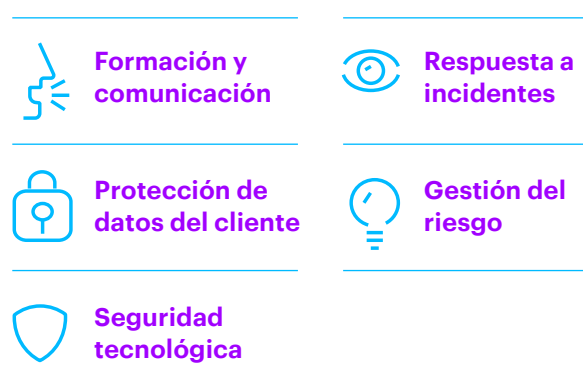 Formación y
comunicación
Respuesta a
incidentes
Protección de
datos del cliente
Gestión del
riesgo
Seguridad
tecnológica